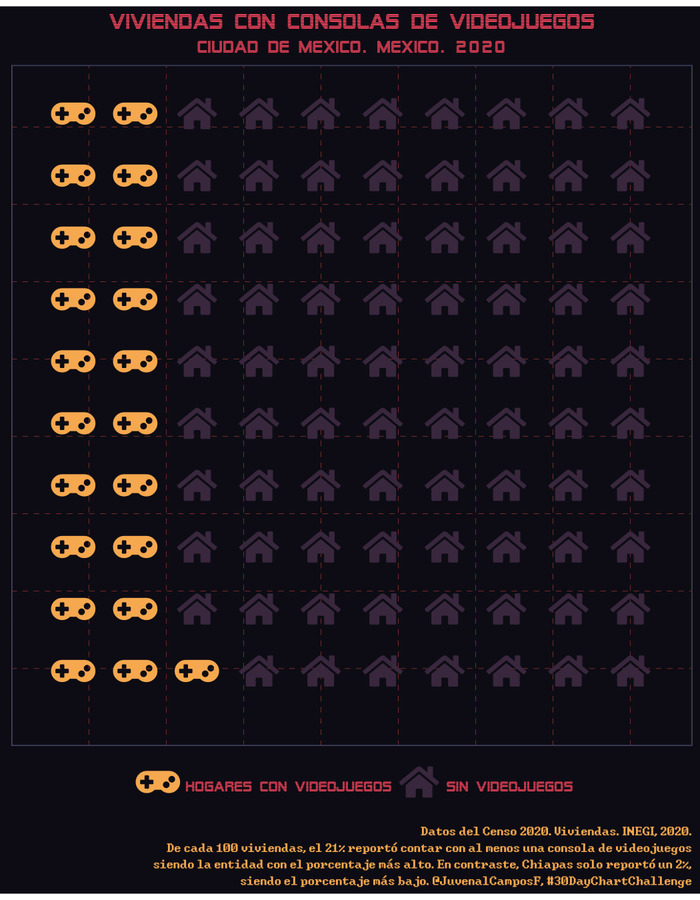 VIVIENDAS CON CONSOLAS DE VIDEOJUEGOS
CIUDAD DE MEXICO. MEXICO. 2020
HOGARES CON VIDEOJUEGOS SIN VIDEOJUEGOS
Datos del Censo 2020. Viviendas. INEGI, 2020.
De cada 100 viviendas, el 21% reportó contar con al menos una consola de videojuegos
siendo la entidad con el porcentaje más alto. En contraste, Chiapas solo reportó un 2%,
siendo el porcentaje más bajo. @JuvenalCamposF, #30DayChartChallenge